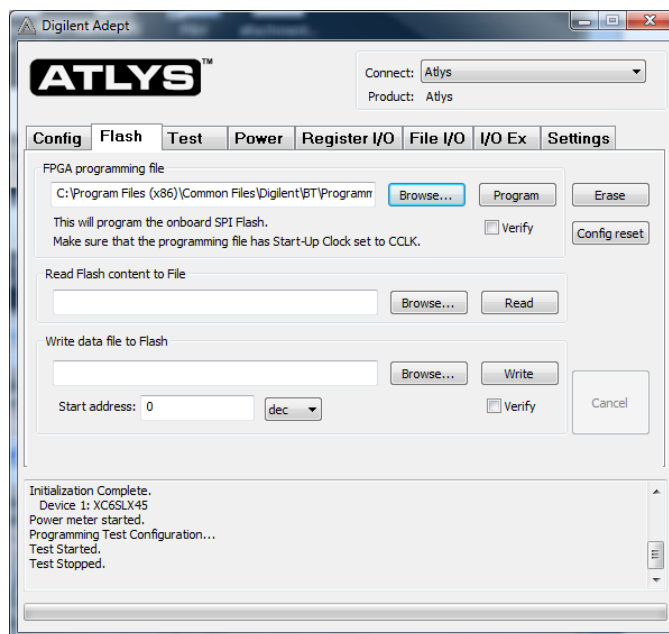 Digilent Adept
ATLYS™
Connect: Atlys
Product: Atlys
Config Flash Test Power Register I/O File I/O I/O Ex Settings
FPGA programming file
C:\Program Files (x86)\Common Files\Digilent\BT\Programm Browse... Program Erase
This will program the onboard SPI Flash.
Verify
Make sure that the programming file has Start-Up Clock set to CCLK.
Config reset
Read Flash content to File
Browse... Read
Write data file to Flash
Browse... Write
Start address: 0 dec Verify
Cancel
Initialization Complete.
Device 1: XC6SLX45
Power meter started.
Programming Test Configuration...
Test Started.
Test Stopped.